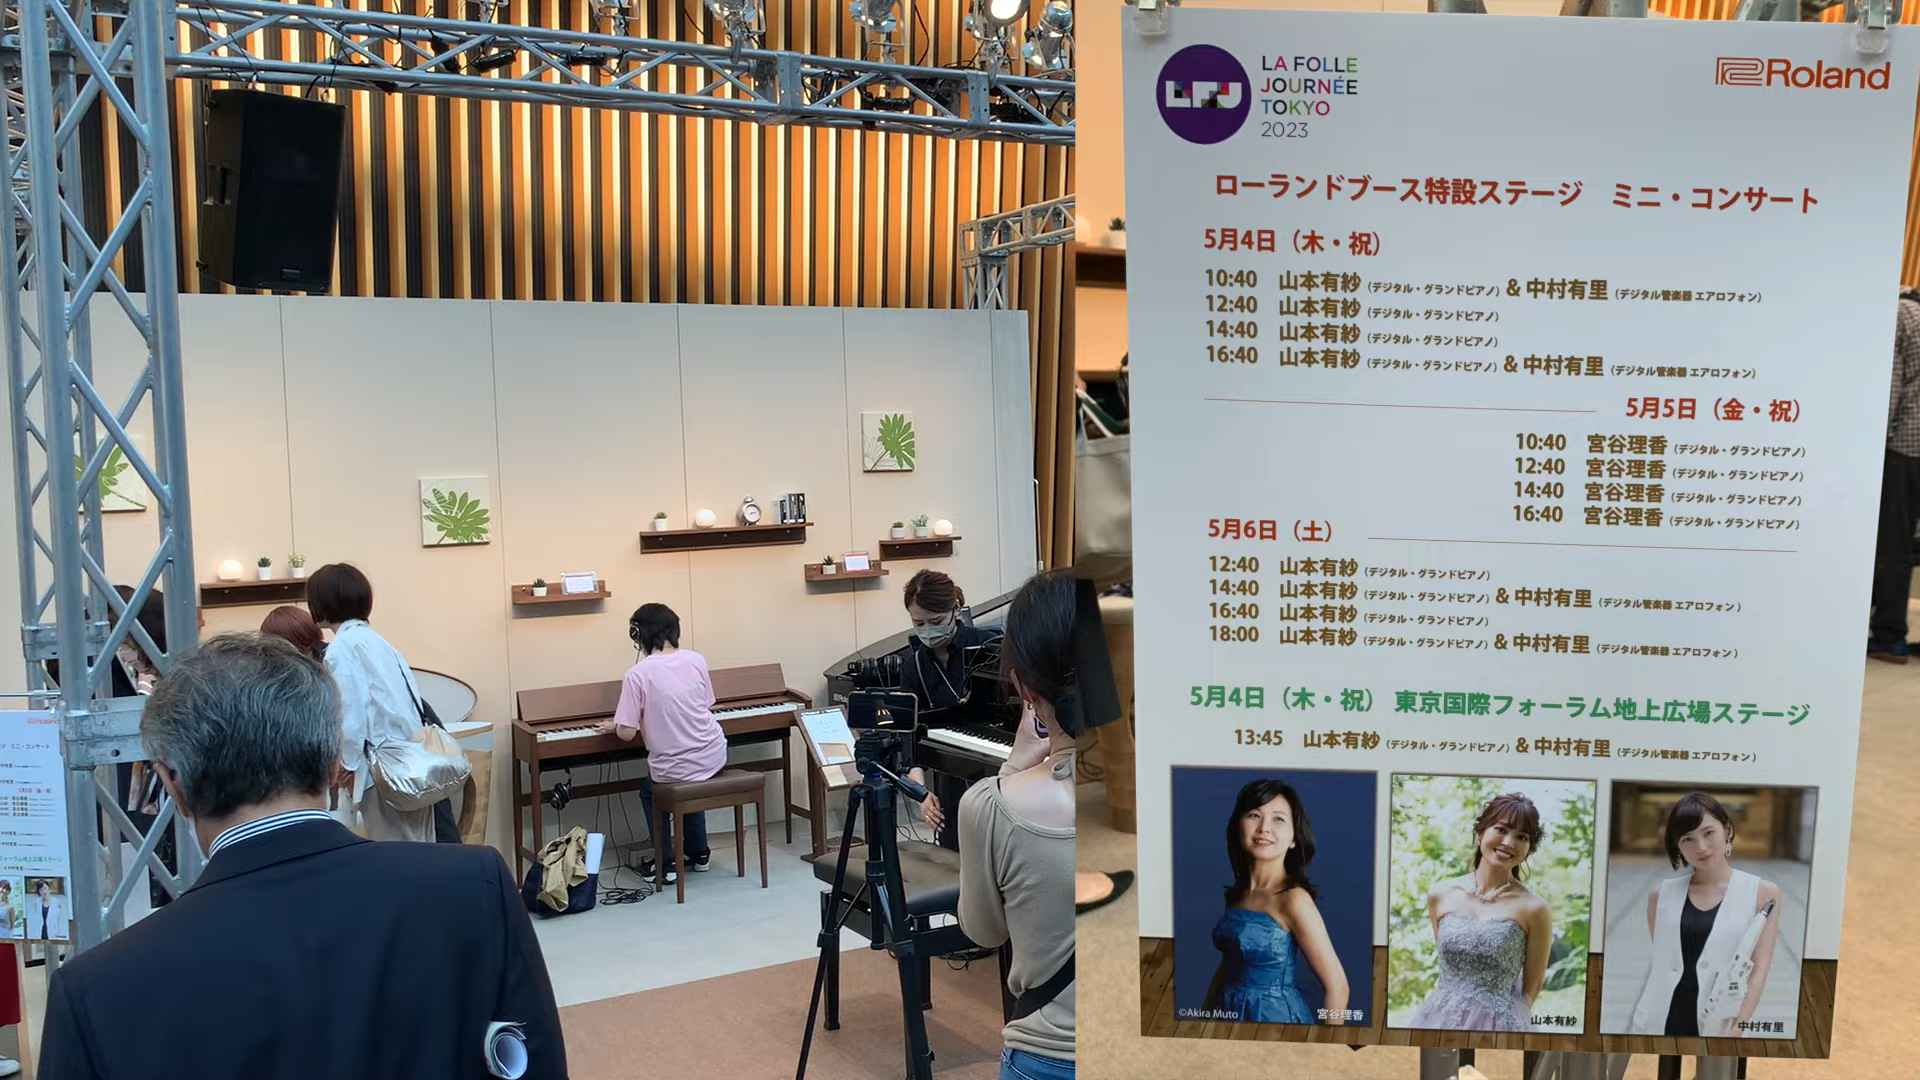 LA FOLLE
JOURNÉE
TOKYO
2023
LFJ
Roland
ローランドブース特設ステージ ミニ・コンサート
5月4日（木・祝）
10:40 山本有紗（デジタル・グランドピアノ）& 中村有里（デジタル管楽器 エアロフォン）
12:40 山本有紗（デジタル・グランドピアノ）
14:40 山本有紗（デジタル・グランドピアノ）
16:40 山本有紗（デジタル・グランドピアノ）& 中村有里（デジタル管楽器 エアロフォン）
5月5日（金・祝）
10:40 宮谷理香（デジタル・グランドピアノ）
12:40 宮谷理香（デジタル・グランドピアノ）
14:40 宮谷理香（デジタル・グランドピアノ）
16:40 宮谷理香（デジタル・グランドピアノ）
5月6日（土）
12:40 山本有紗（デジタル・グランドピアノ）
14:40 山本有紗（デジタル・グランドピアノ）& 中村有里（デジタル管楽器 エアロフォン）
16:40 山本有紗（デジタル・グランドピアノ）
18:00 山本有紗（デジタル・グランドピアノ）& 中村有里（デジタル管楽器 エアロフォン）
5月4日（木・祝） 東京国際フォーラム地上広場ステージ
13:45 山本有紗（デジタル・グランドピアノ）& 中村有里（デジタル管楽器 エアロフォン）
©Akira Muto
宮谷理香
山本有紗
中村有里